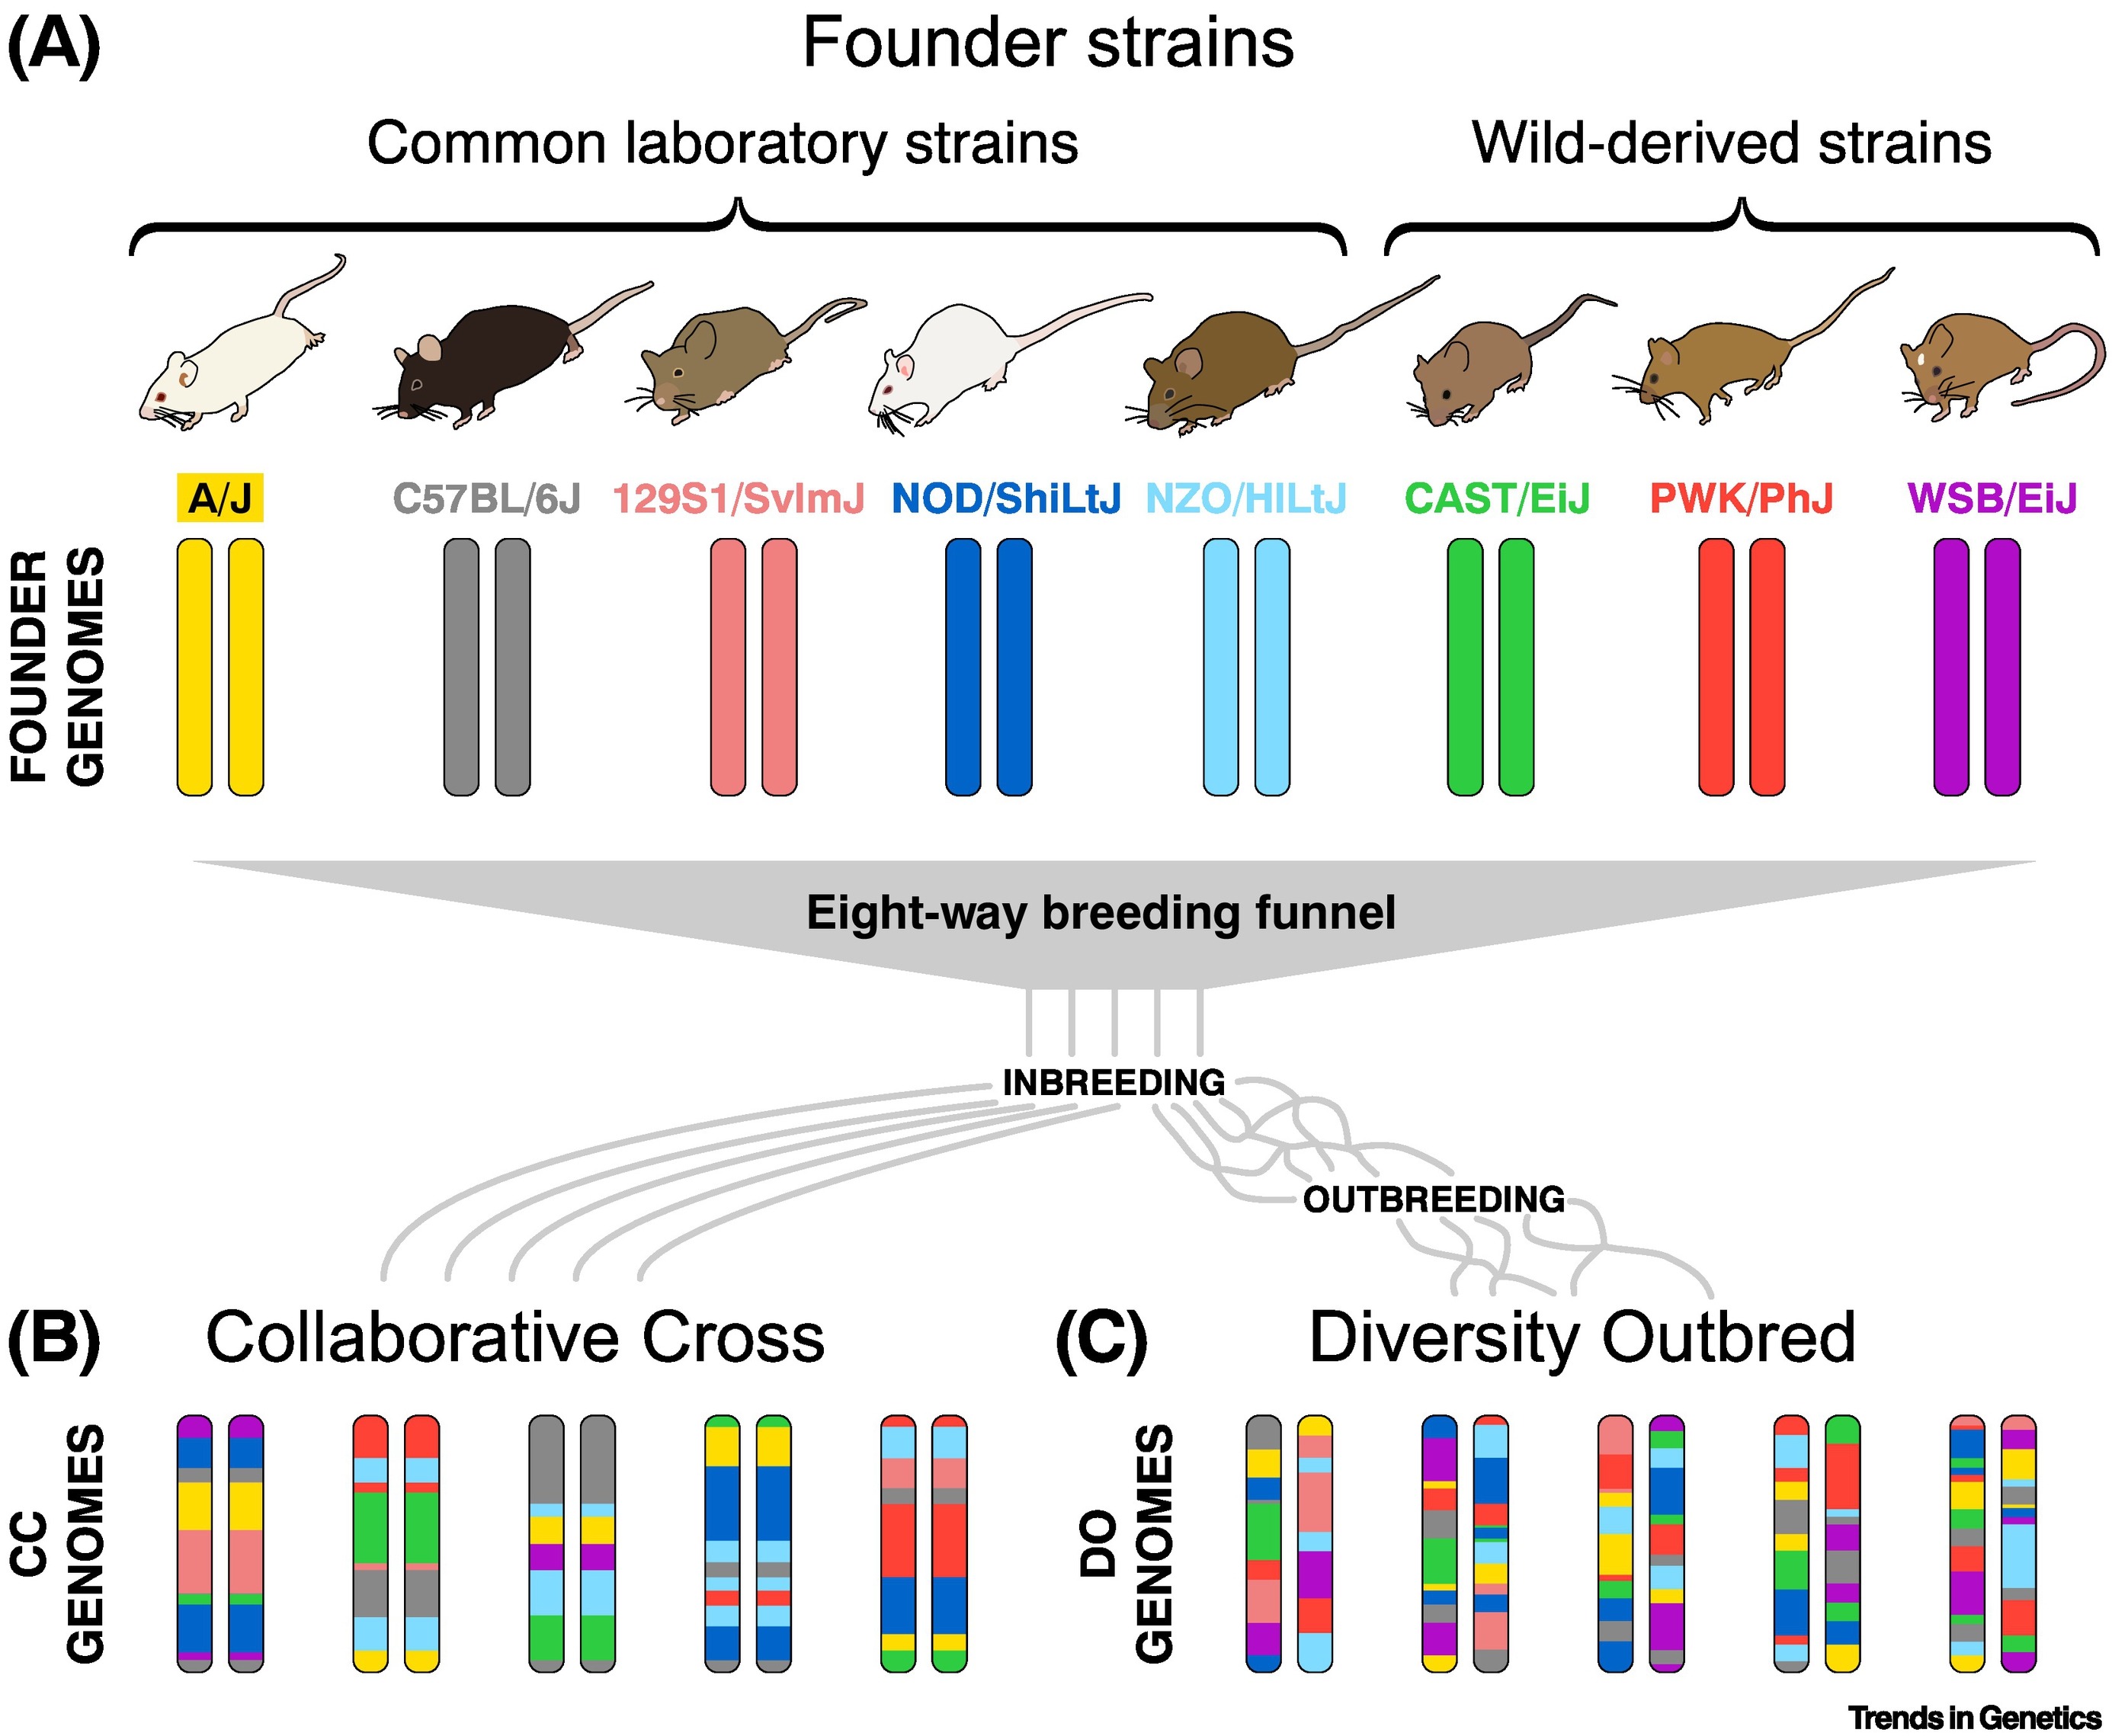 (A)
Founder strains
Common laboratory strains
Wild-derived strains
A/J
C57BL/6J
129S1/SvImJ
NOD/ShiLtJ
NZO/HlLtJ
CAST/EiJ
PWK/PhJ
WSB/EiJ
FOUNDER
GENOMES
Eight-way breeding funnel
INBREEDING
OUTBREEDING
(B)
Collaborative Cross
(C)
Diversity Outbred
CC
GENOMES
DO
GENOMES
Trends in Genetics